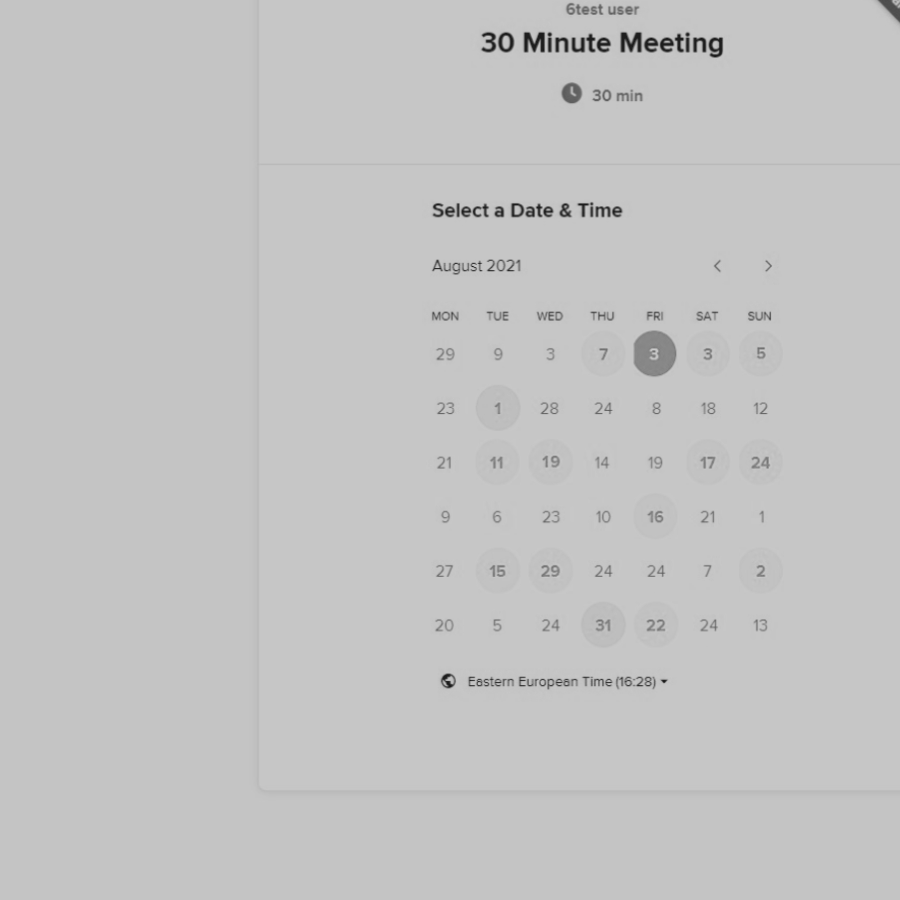 6test user
30 Minute Meeting
30 min
Select a Date & Time
August 2021
MON TUE WED THU FRI SAT SUN
29 9 3 7 3 3 5
23 1 28 24 8 18 12
21 11 19 14 19 17 24
9 6 23 10 16 21 1
27 15 29 24 24 7 2
20 5 24 31 22 24 13
Eastern European Time (16:28)